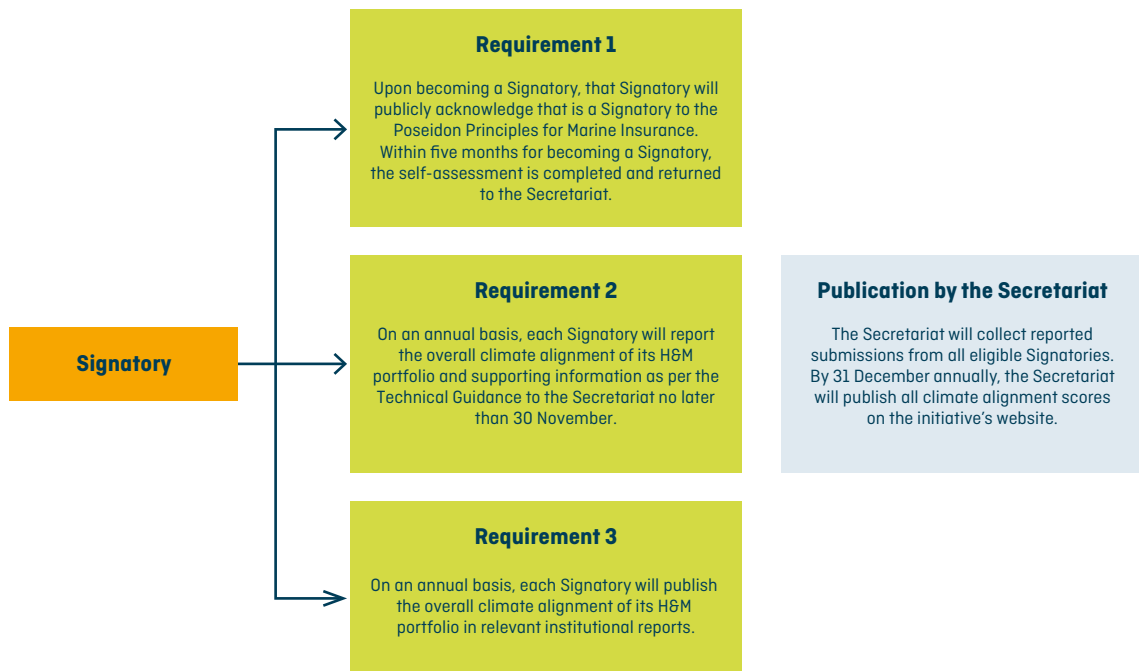 Signatory
Requirement 1
Upon becoming a Signatory, that Signatory will
publicly acknowledge that is a Signatory to the
Poseidon Principles for Marine Insurance.
Within five months for becoming a Signatory,
the self-assessment is completed and returned
to the Secretariat.
Requirement 2
On an annual basis, each Signatory will report
the overall climate alignment of its H&M
portfolio and supporting information as per the
Technical Guidance to the Secretariat no later
than 30 November.
Publication by the Secretariat
The Secretariat will collect reported
submissions from all eligible Signatories.
By 31 December annually, the Secretariat
will publish all climate alignment scores
on the initiative’s website.
Requirement 3
On an annual basis, each Signatory will publish
the overall climate alignment of its H&M
portfolio in relevant institutional reports.